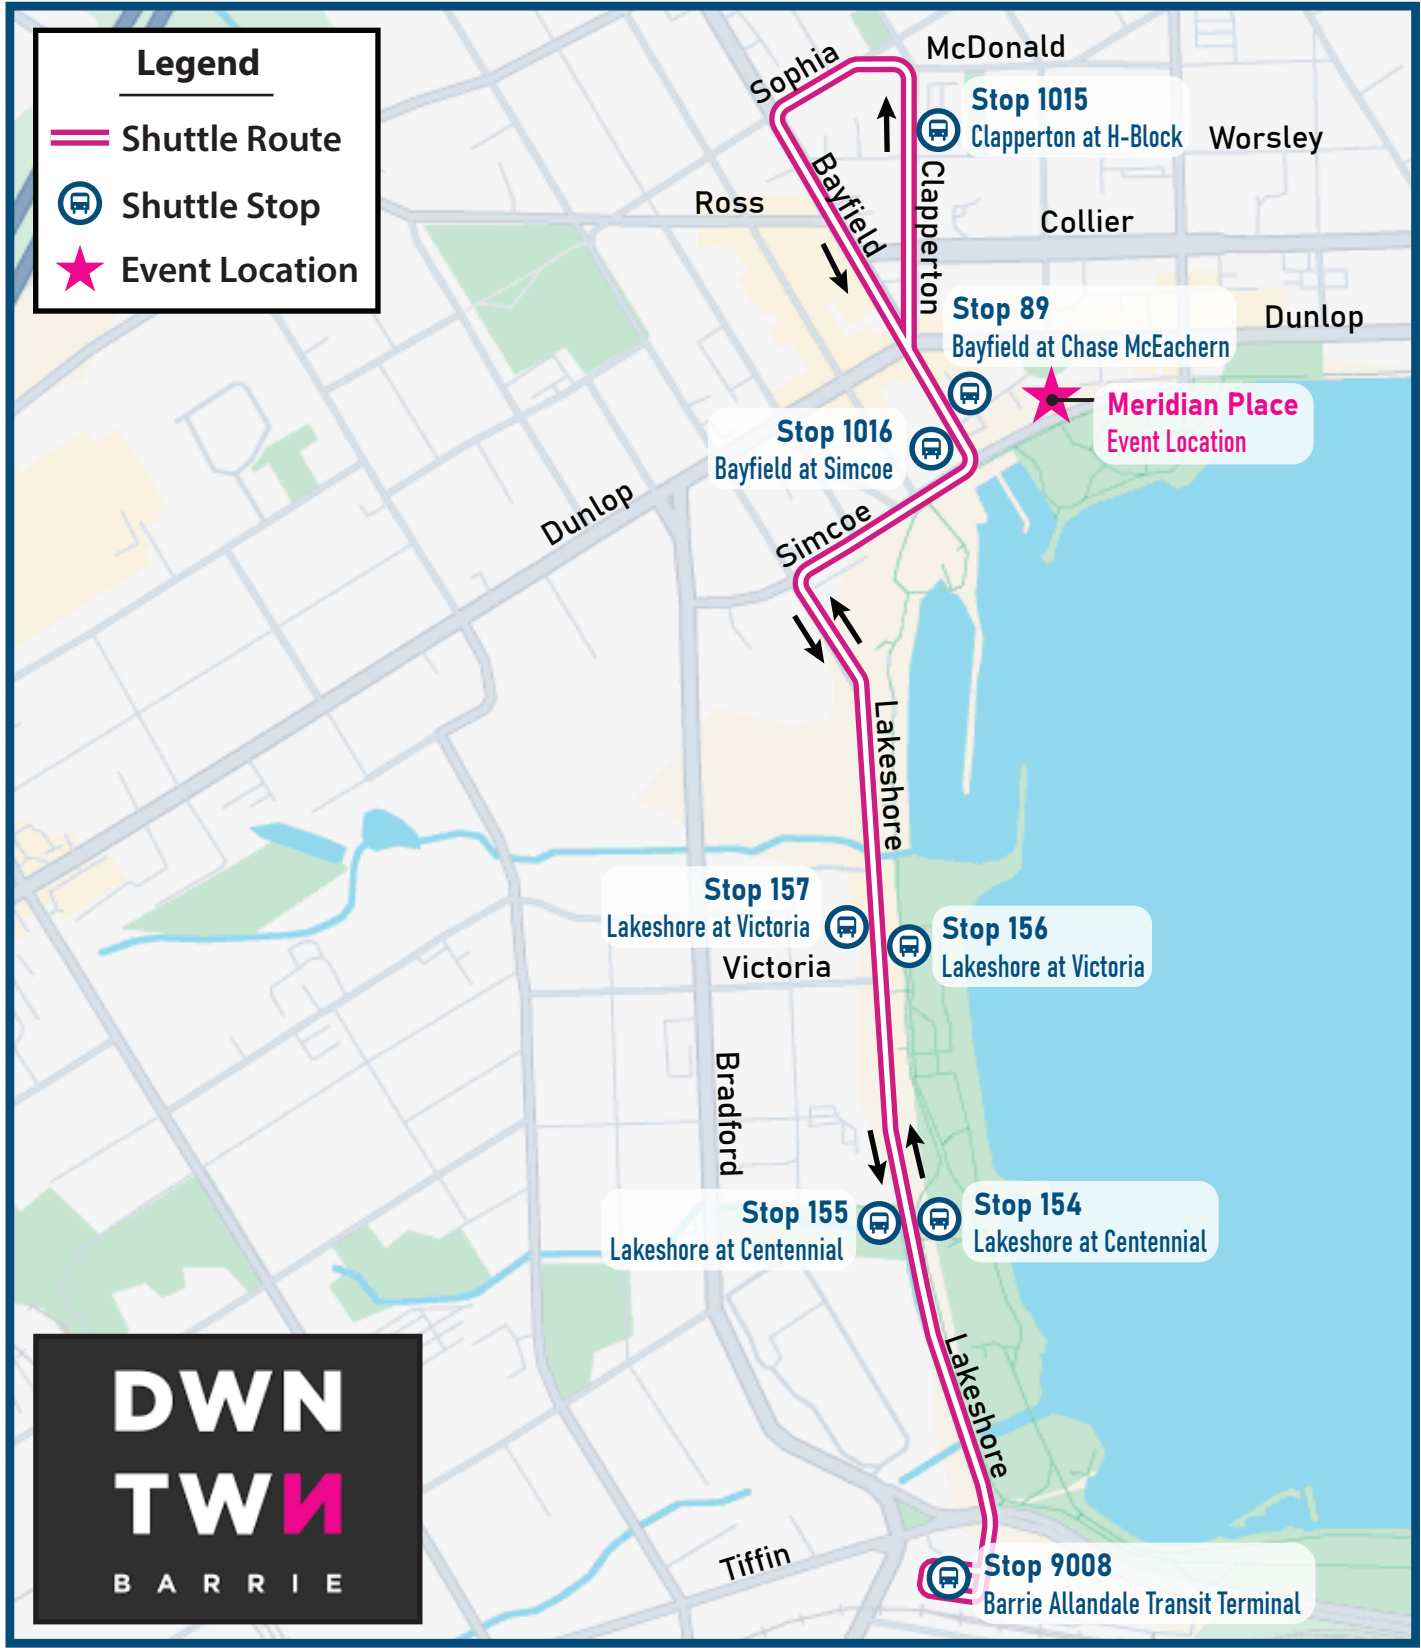 Legend
Shuttle Route
Shuttle Stop
Event Location
McDonald
Sophia
Stop 1015
Clapperton at H-Block
Worsley
Bayfield
Clapperton
Ross
Collier
Stop 89
Bayfield at Chase McEachern
Dunlop
Meridian Place
Event Location
Stop 1016
Bayfield at Simcoe
Dunlop
Simcoe
Lakeshore
Stop 157
Lakeshore at Victoria
Stop 156
Lakeshore at Victoria
Victoria
Bradford
Stop 155
Lakeshore at Centennial
Stop 154
Lakeshore at Centennial
Lakeshore
Tiffin
Stop 9008
Barrie Allandale Transit Terminal
DWN
TWN
BARRIE